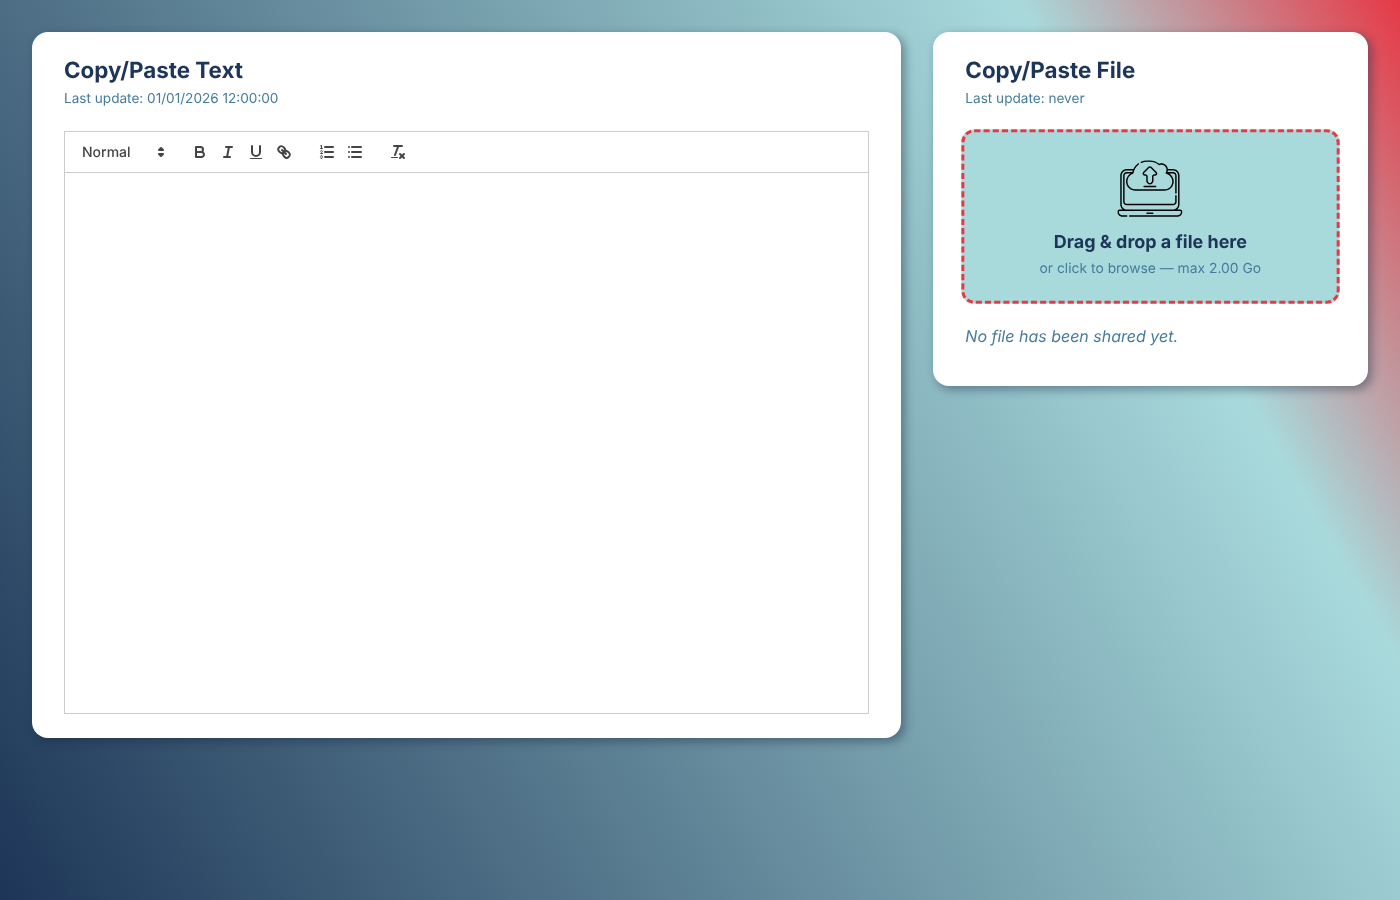 Copy/Paste Text
Last update: 01/01/2026 12:00:00
Normal
Copy/Paste File
Last update: never
Drag & drop a file here
or click to browse — max 2.00 Go
No file has been shared yet.